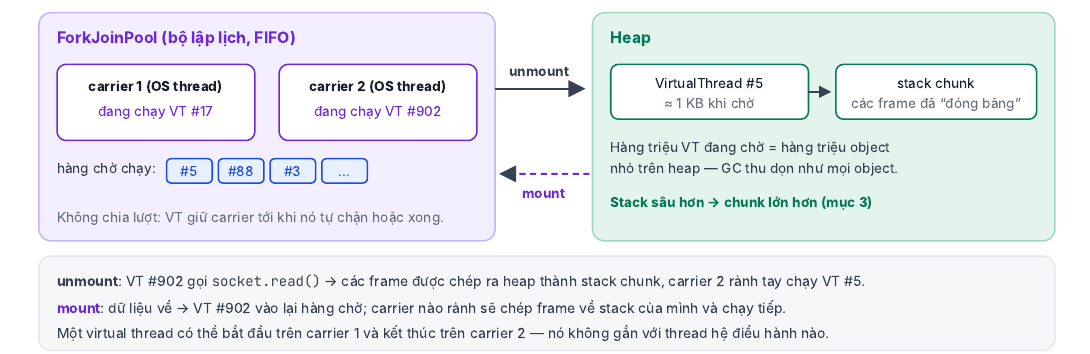 ForkJoinPool (bộ lập lịch, FIFO)
carrier 1 (OS thread)
đang chạy VT #17
carrier 2 (OS thread)
đang chạy VT #902
hàng chờ chạy:
#5
#88
#3
...
Không chia lượt: VT giữ carrier tới khi nó tự chặn hoặc xong.
unmount
mount
Heap
VirtualThread #5
≈ 1 KB khi chờ
stack chunk
các frame đã “đóng băng”
Hàng triệu VT đang chờ = hàng triệu object
nhỏ trên heap — GC thu dọn như mọi object.
Stack sâu hơn → chunk lớn hơn (mục 3)
unmount: VT #902 gọi socket.read() → các frame được chép ra heap thành stack chunk, carrier 2 rảnh tay chạy VT #5.
mount: dữ liệu về → VT #902 vào lại hàng chờ; carrier nào rảnh sẽ chép frame về stack của mình và chạy tiếp.
Một virtual thread có thể bắt đầu trên carrier 1 và kết thúc trên carrier 2 — nó không gắn với thread hệ điều hành nào.